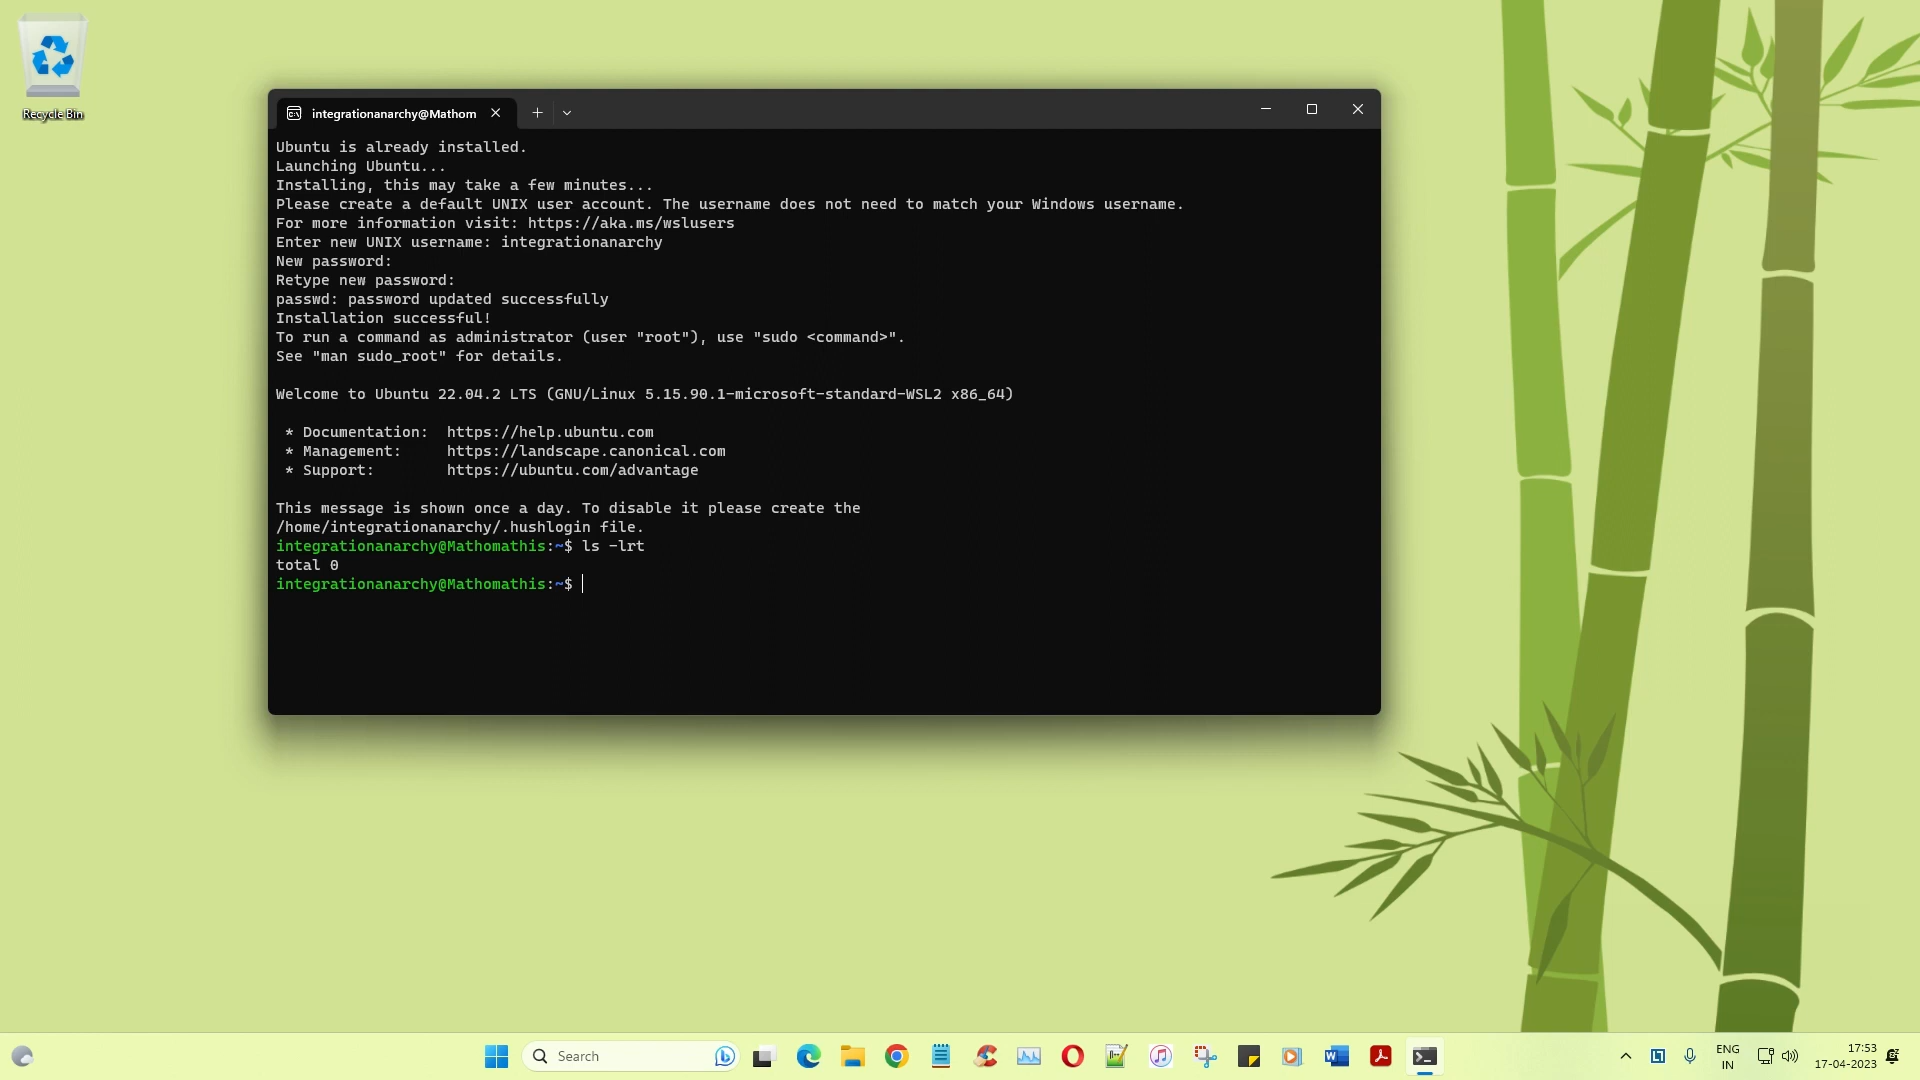 Recycle Bin
integrationanarchy@Mathom
Ubuntu is already installed.
Launching Ubuntu...
Installing, this may take a few minutes...
Please create a default UNIX user account. The username does not need to match your Windows username.
For more information visit: https://aka.ms/wslusers
Enter new UNIX username: integrationanarchy
New password:
Retype new password:
passwd: password updated successfully
Installation successful!
To run a command as administrator (user "root"), use "sudo <command>".
See "man sudo_root" for details.
Welcome to Ubuntu 22.04.2 LTS (GNU/Linux 5.15.90.1-microsoft-standard-WSL2 x86_64)
* Documentation:  https://help.ubuntu.com
* Management:     https://landscape.canonical.com
* Support:        https://ubuntu.com/advantage
This message is shown once a day. To disable it please create the
/home/integrationanarchy/.hushlogin file.
integrationanarchy@Mathomathis:~$ ls -lrt
total 0
integrationanarchy@Mathomathis:~$
Search
ENG
IN
17:53
17-04-2023